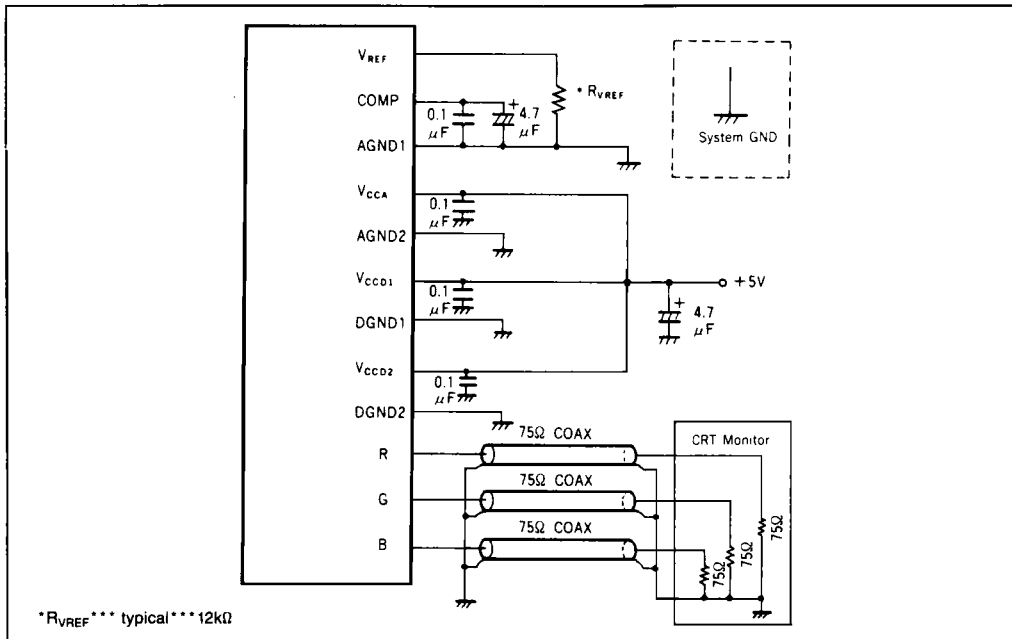 VREF
COMP
AGND1
VCCA
AGND2
VCCD1
DGND1
VCCD2
DGND2
R
G
B
0.1
μF
+
4.7
μF
* RVREF
System GND
0.1
μF
0.1
μF
0.1
μF
+5V
+
4.7
μF
75Ω COAX
75Ω COAX
75Ω COAX
CRT Monitor
75Ω
75Ω
75Ω
*RVREF*** typical***12kΩ